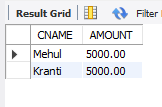 Result Grid Filter
CNAME AMOUNT
Mehul 5000.00
Kranti 5000.00